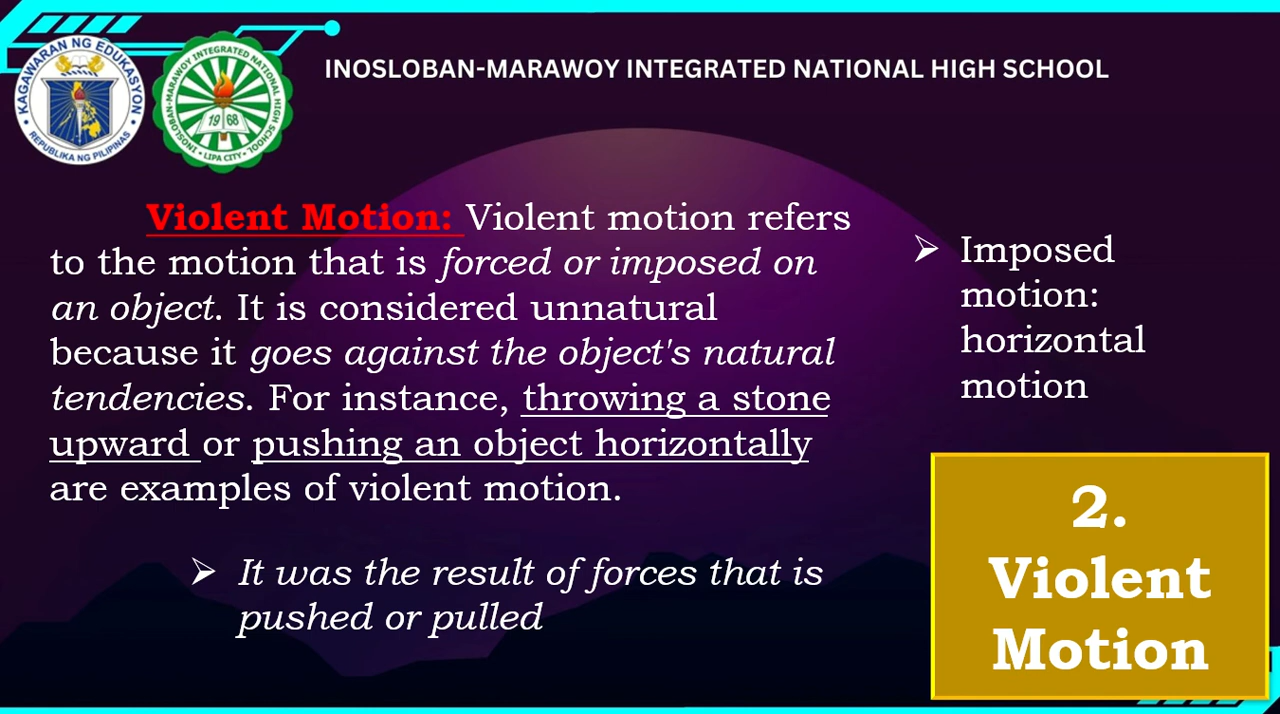 KAGAWARAN NG EDUKASYON
REPUBLIKA NG PILIPINAS
INOSLOBAN-MARAWOY INTEGRATED NATIONAL HIGH SCHOOL
1968
LIPA CITY
INOSLOBAN-MARAWOY INTEGRATED NATIONAL HIGH SCHOOL
Violent Motion: Violent motion refers
to the motion that is forced or imposed on
an object. It is considered unnatural
because it goes against the object's natural
tendencies. For instance, throwing a stone
upward or pushing an object horizontally
are examples of violent motion.
➢ It was the result of forces that is
pushed or pulled
➢ Imposed
motion:
horizontal
motion
2.
Violent
Motion